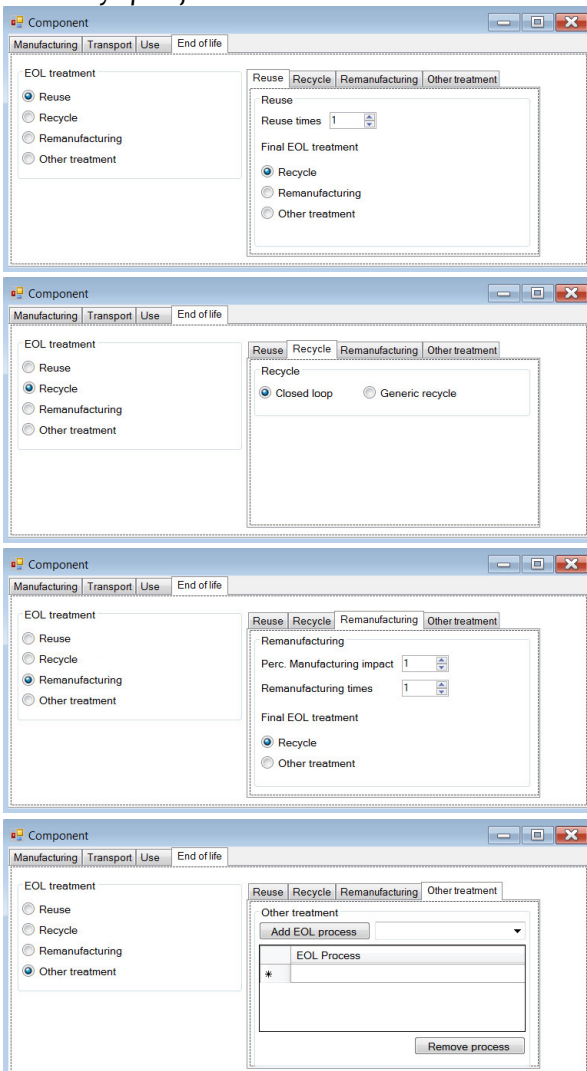 Component
Manufacturing Transport Use End of life
EOL treatment
Reuse
Recycle
Remanufacturing
Other treatment
Reuse Recycle Remanufacturing Other treatment
Reuse
Reuse times 1
Final EOL treatment
Recycle
Remanufacturing
Other treatment
Component
Manufacturing Transport Use End of life
EOL treatment
Reuse
Recycle
Remanufacturing
Other treatment
Reuse Recycle Remanufacturing Other treatment
Recycle
Closed loop Generic recycle
Component
Manufacturing Transport Use End of life
EOL treatment
Reuse
Recycle
Remanufacturing
Other treatment
Reuse Recycle Remanufacturing Other treatment
Remanufacturing
Perc. Manufacturing impact 1
Remanufacturing times 1
Final EOL treatment
Recycle
Other treatment
Component
Manufacturing Transport Use End of life
EOL treatment
Reuse
Recycle
Remanufacturing
Other treatment
Reuse Recycle Remanufacturing Other treatment
Other treatment
Add EOL process
EOL Process
*
Remove process